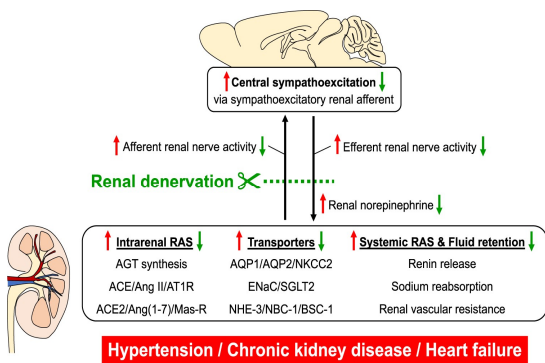 Central sympathoexcitation
via sympathoexcitatory renal afferent
Afferent renal nerve activity
Efferent renal nerve activity
Renal denervation
Renal norepinephrine
Intrarenal RAS
AGT synthesis
ACE/Ang II/AT1R
ACE2/Ang(1-7)/Mas-R
Transporters
AQP1/AQP2/NKCC2
ENaC/SGLT2
NHE-3/NBC-1/BSC-1
Systemic RAS & Fluid retention
Renin release
Sodium reabsorption
Renal vascular resistance
Hypertension / Chronic kidney disease / Heart failure